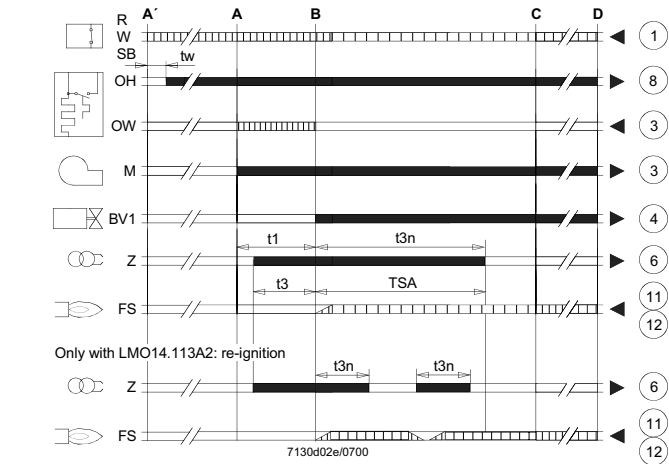 A´ A B C D
R
W 1
SB tw
OH 8
OW 3
M 3
BV1 4
t1 t3n
Z 6
t3 TSA
FS 11
12
Only with LMO14.113A2: re-ignition
t3n t3n
Z 6
FS 11
12
7130d02e/0700